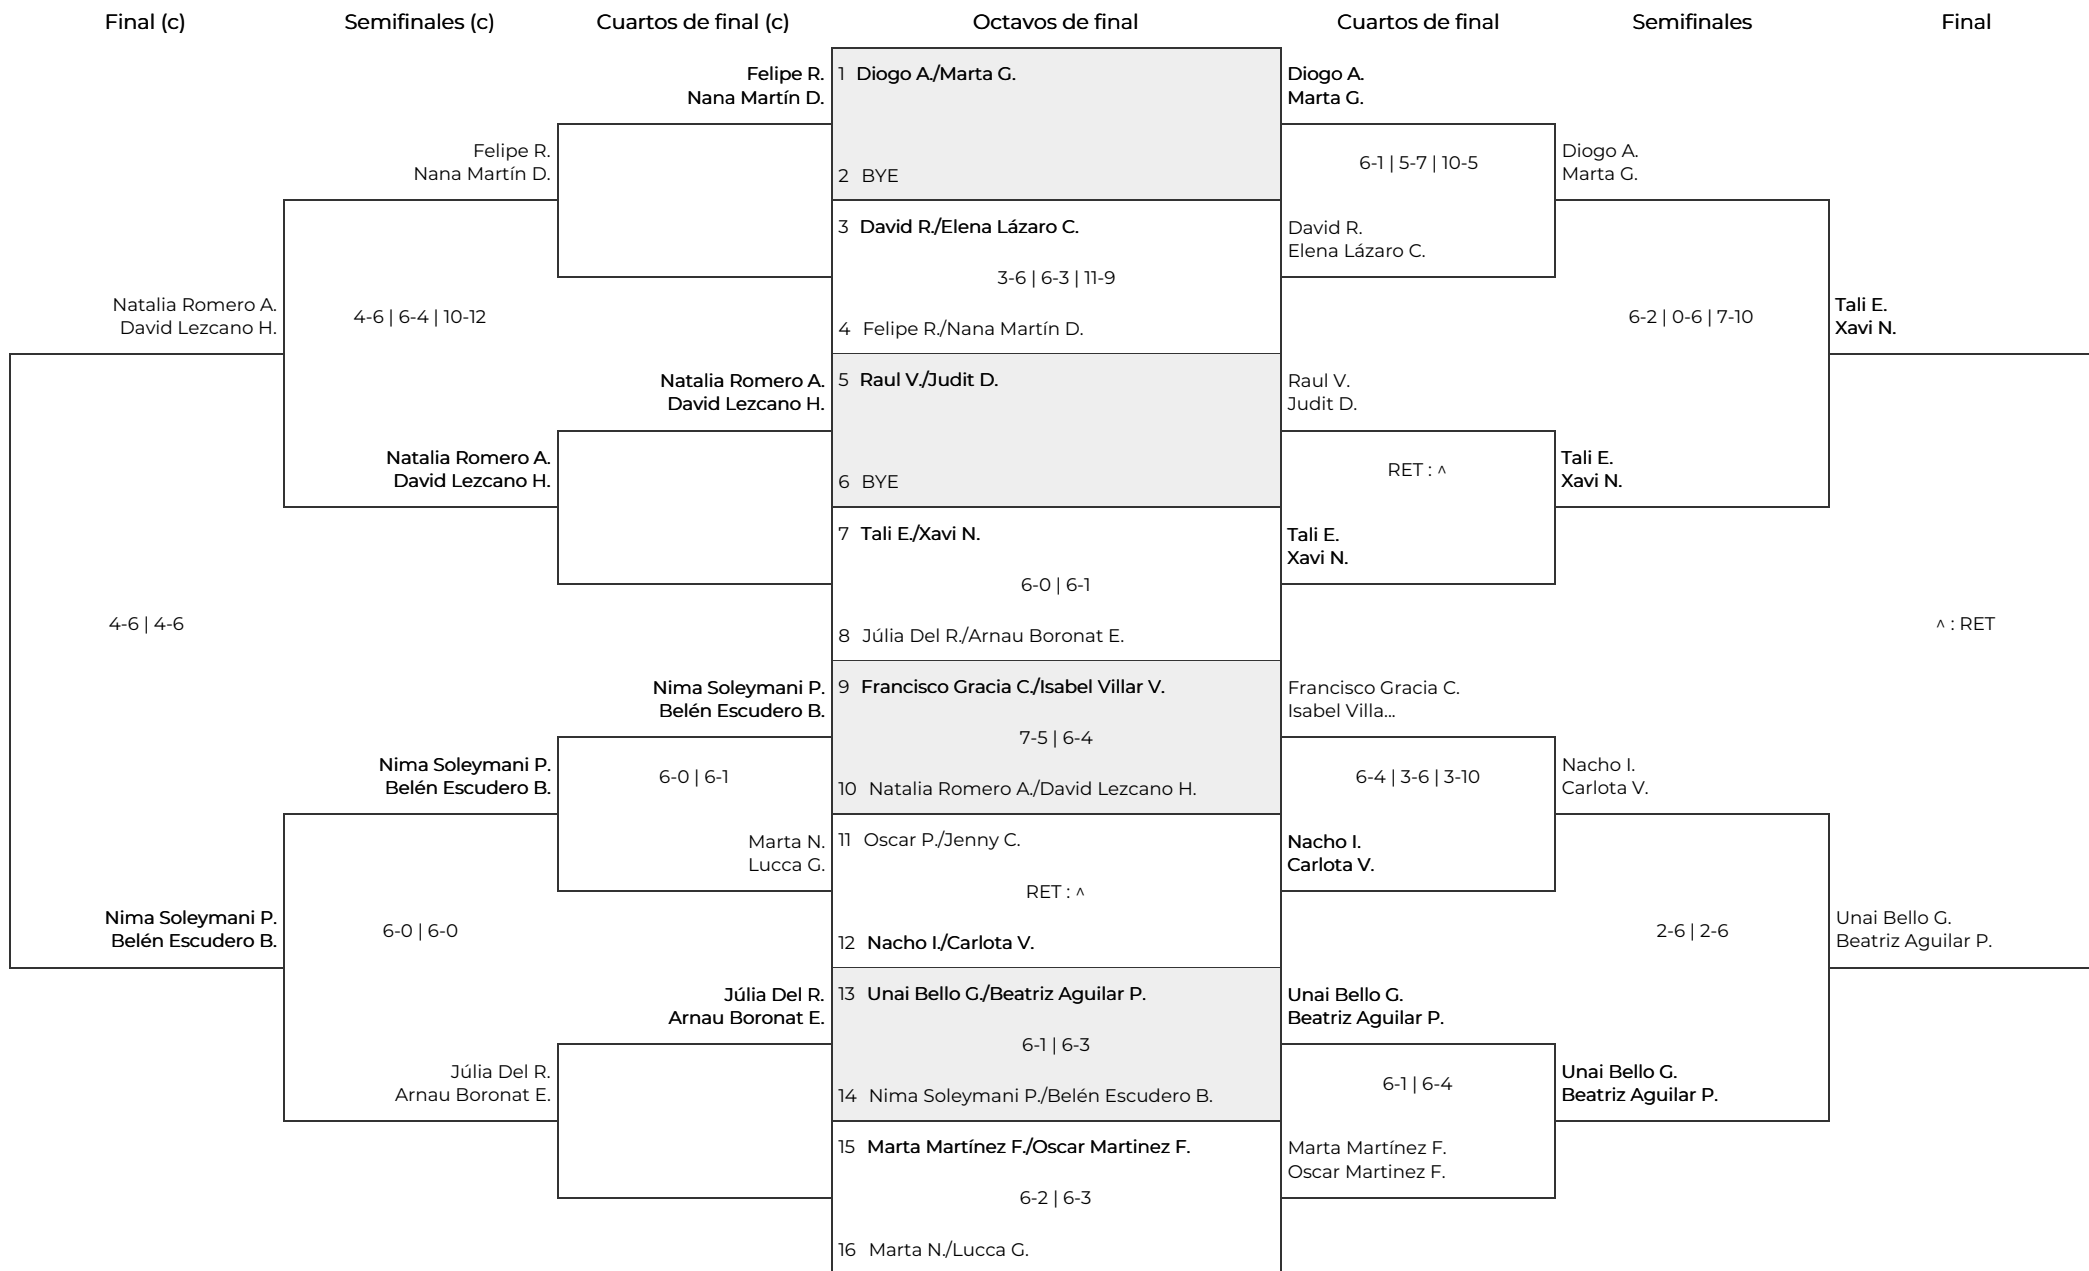 Final (c)
Semifinales (c)
Cuartos de final (c)
Octavos de final
Cuartos de final
Semifinales
Final
Natalia Romero A.
David Lezcano H.
4-6 | 4-6
Nima Soleymani P.
Belén Escudero B.
Felipe R.
Nana Martín D.
4-6 | 6-4 | 10-12
Natalia Romero A.
David Lezcano H.
Nima Soleymani P.
Belén Escudero B.
6-0 | 6-0
Júlia Del R.
Arnau Boronat E.
Felipe R.
Nana Martín D.
Natalia Romero A.
David Lezcano H.
Nima Soleymani P.
Belén Escudero B.
6-0 | 6-1
Marta N.
Lucca G.
Júlia Del R.
Arnau Boronat E.
1 Diogo A./Marta G.
2 BYE
3 David R./Elena Lázaro C.
3-6 | 6-3 | 11-9
4 Felipe R./Nana Martín D.
5 Raul V./Judit D.
6 BYE
7 Tali E./Xavi N.
6-0 | 6-1
8 Júlia Del R./Arnau Boronat E.
9 Francisco Gracia C./Isabel Villar V.
7-5 | 6-4
10 Natalia Romero A./David Lezcano H.
11 Oscar P./Jenny C.
RET : ^
12 Nacho I./Carlota V.
13 Unai Bello G./Beatriz Aguilar P.
6-1 | 6-3
14 Nima Soleymani P./Belén Escudero B.
15 Marta Martínez F./Oscar Martinez F.
6-2 | 6-3
16 Marta N./Lucca G.
Diogo A.
Marta G.
6-1 | 5-7 | 10-5
David R.
Elena Lázaro C.
Raul V.
Judit D.
RET : ^
Tali E.
Xavi N.
Francisco Gracia C.
Isabel Villa...
6-4 | 3-6 | 3-10
Nacho I.
Carlota V.
Unai Bello G.
Beatriz Aguilar P.
6-1 | 6-4
Marta Martínez F.
Oscar Martinez F.
Diogo A.
Marta G.
6-2 | 0-6 | 7-10
Tali E.
Xavi N.
Nacho I.
Carlota V.
2-6 | 2-6
Unai Bello G.
Beatriz Aguilar P.
Tali E.
Xavi N.
^ : RET
Unai Bello G.
Beatriz Aguilar P.